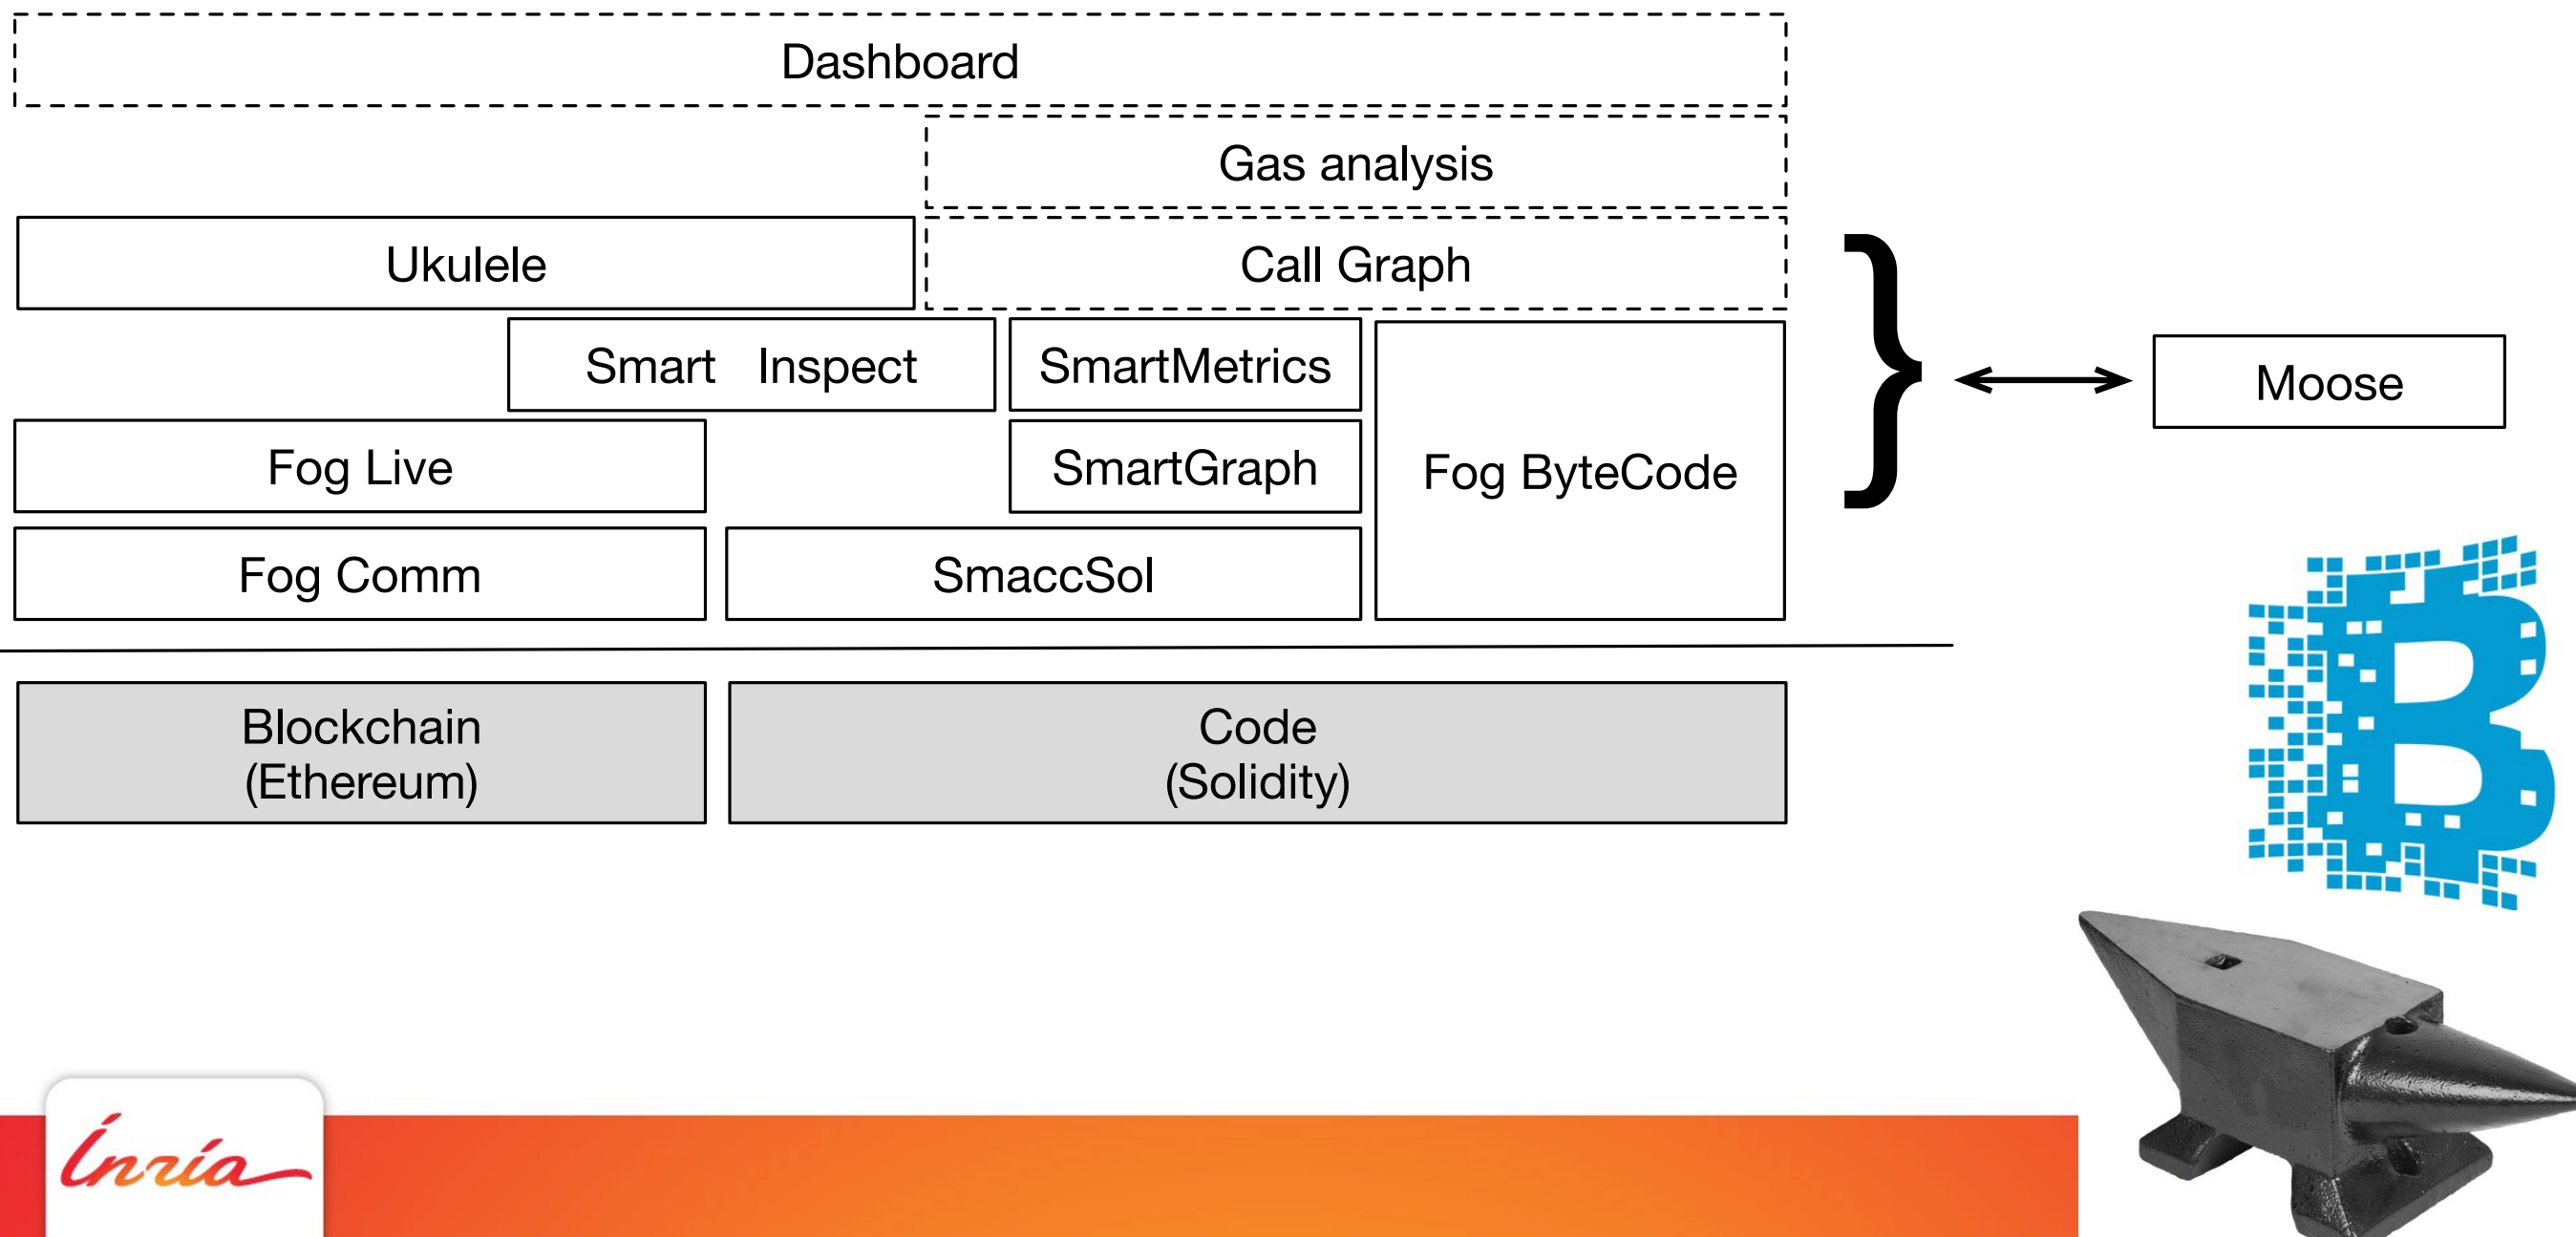 Dashboard
Gas analysis
Ukulele
Call Graph
Smart Inspect
SmartMetrics
Moose
Fog Live
SmartGraph
Fog ByteCode
Fog Comm
SmaccSol
Blockchain
(Ethereum)
Code
(Solidity)
B
Inria